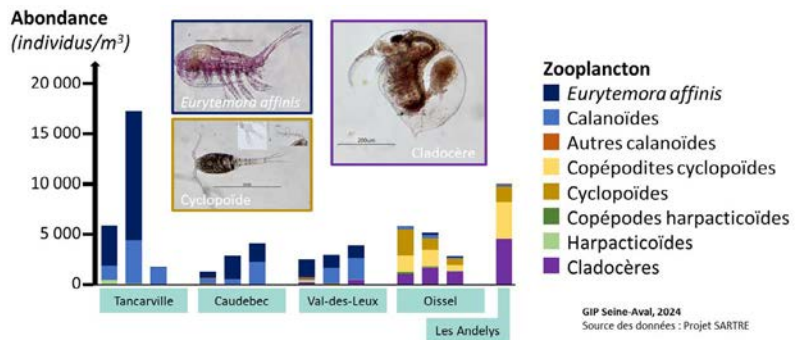 Abondance
(individus/m³)
20 000
15 000
10 000
5 000
0
Eurytemora affinis
Cyclopoïde
200um
Cladocère
Tancarville
Caudebec
Val-des-Leux
Oissel
Les Andelys
Zooplancton
Eurytemora affinis
Calanoïdes
Autres calanoïdes
Copépodites cyclopoïdes
Cyclopoïdes
Copépodes harpacticoïdes
Harpacticoïdes
Cladocères
GIP Seine-Aval, 2024
Source des données : Projet SARTRE